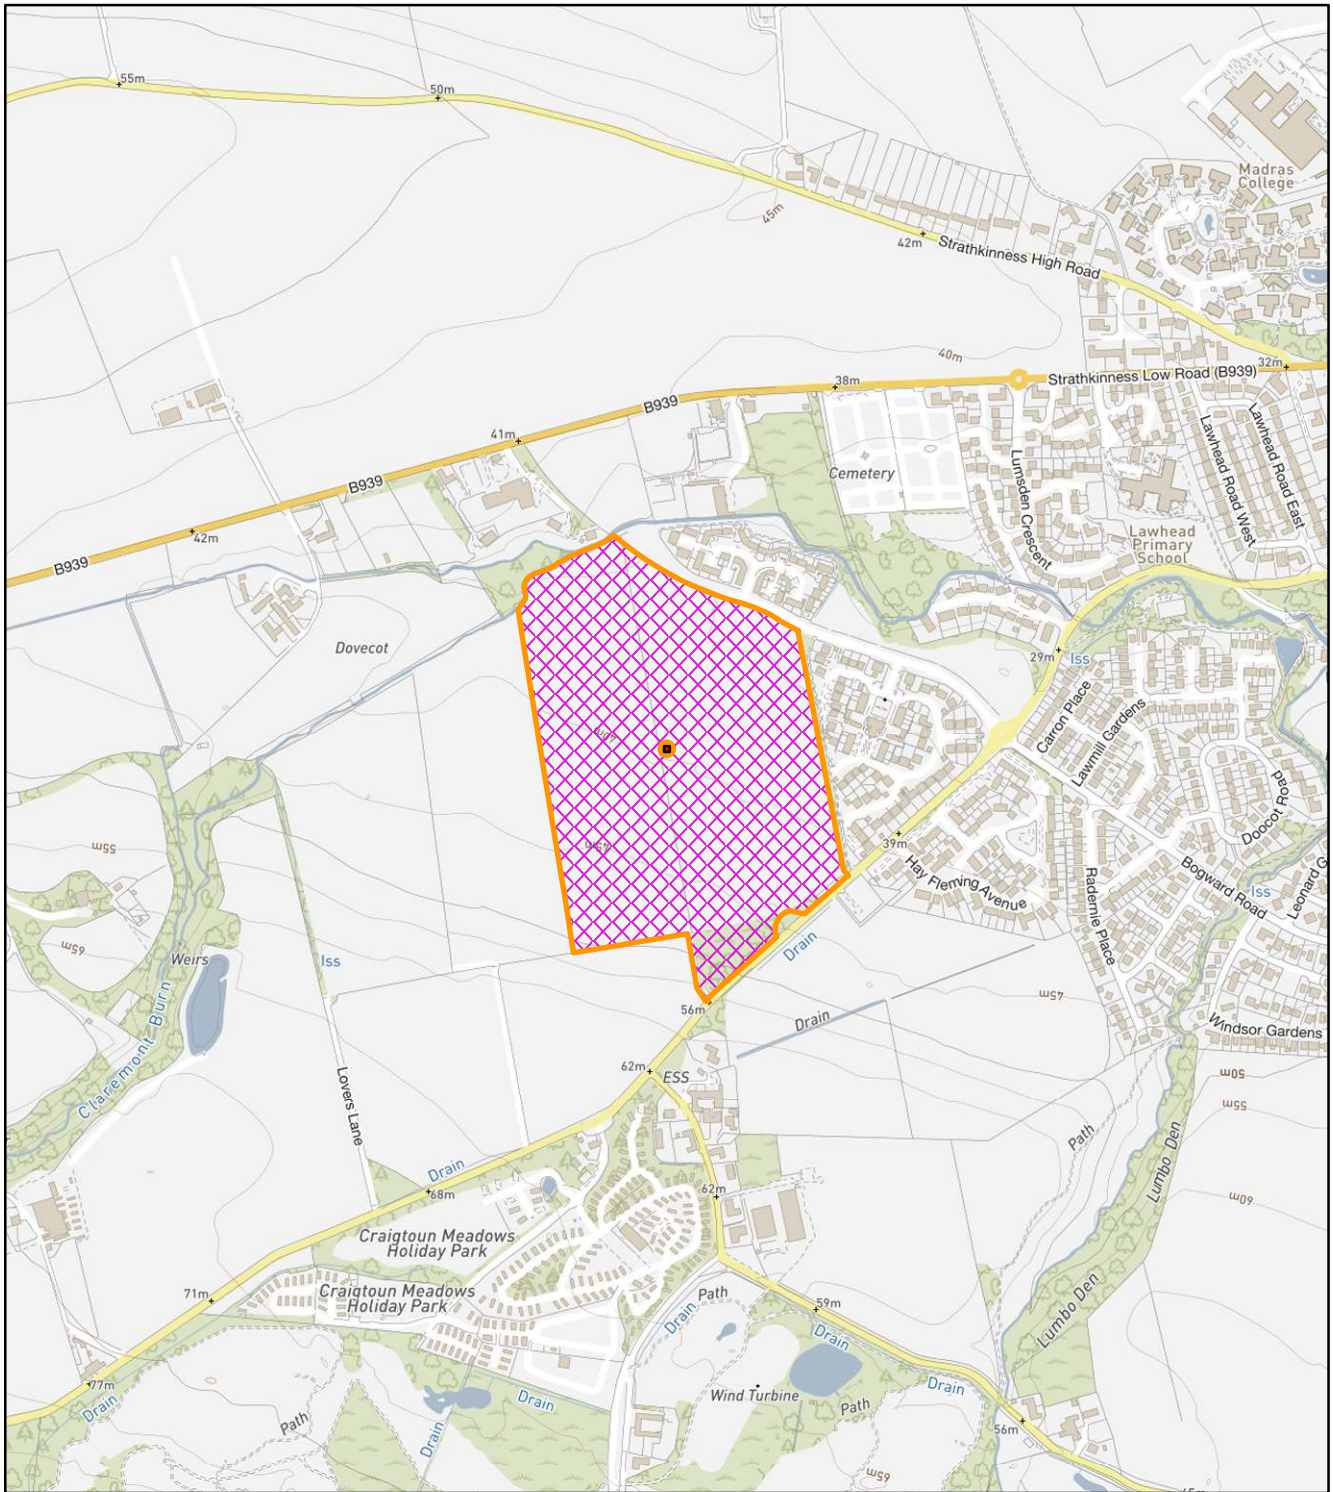 55m
50m
Madras
College
45m
42m
Strathkinness High Road
40m
32m
38m
Strathkinness Low Road (B939)
B939
41m
Lawhead Road East
Lawhead Road West
Cemetery
Lumsden Crescent
B939
Lawhead
Primary
School
42m
B939
Dovecot
29m
Iss
Carron Place
Lawmill Gardens
40m
Doocot Road
39m
45m
55m
Hay Fleming Avenue
Bogward Road
Iss
Leonard G
Radernie Place
65m
Weirs
Iss
Drain
45m
56m
Drain
Windsor Gardens
Claremont Burn
62m
ESS
50m
Lovers Lane
55m
Path
Lumbo Den
Drain
68m
62m
60m
Craigtoun Meadows
Holiday Park
71m
Craigtoun Meadows
Holiday Park
Path
Drain
59m
Drain
Lumbo Den
77m
Drain
Drain
Wind Turbine
Path
Drain
Path
Drain
56m
65m